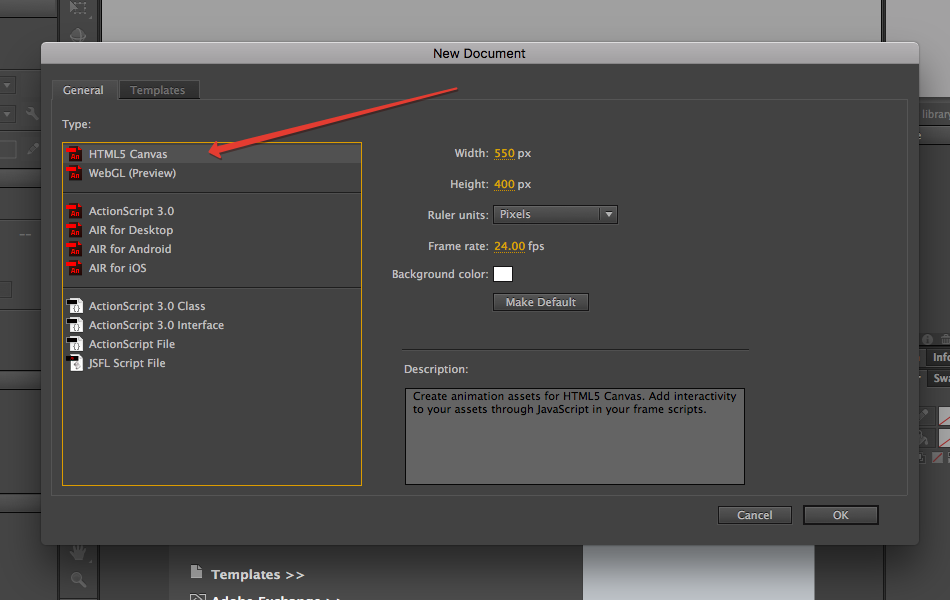 New Document
General
Templates
Type:
HTML5 Canvas
WebGL (Preview)
ActionScript 3.0
AIR for Desktop
AIR for Android
AIR for iOS
ActionScript 3.0 Class
ActionScript 3.0 Interface
ActionScript File
JSFL Script File
Width: 550 px
Height: 400 px
Ruler units: Pixels
Frame rate: 24.00 fps
Background color:
Make Default
Description:
Create animation assets for HTML5 Canvas. Add interactivity
to your assets through JavaScript in your frame scripts.
Cancel
OK
library
Templates >>